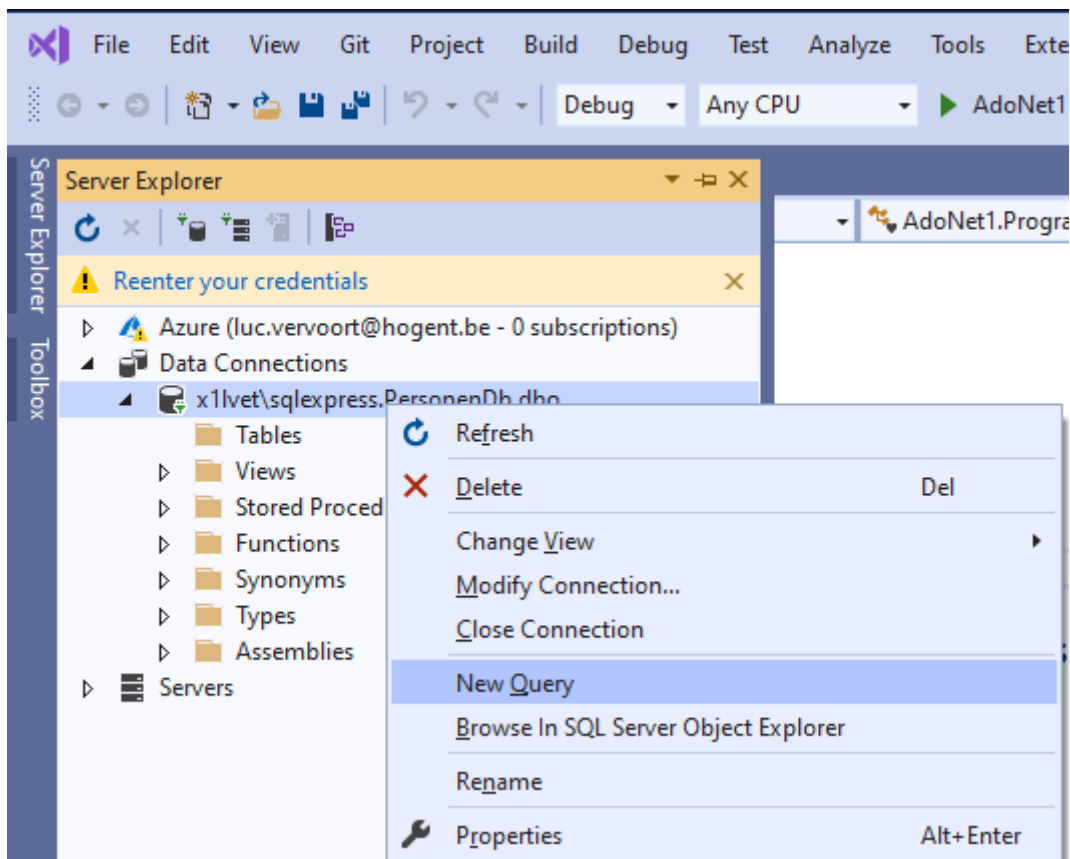 File Edit View Git Project Build Debug Test Analyze Tools Exte
Debug Any CPU AdoNet1
Server Explorer
Toolbox
Server Explorer
AdoNet1.Progra
Reenter your credentials
Azure (luc.vervoort@hogent.be - 0 subscriptions)
Data Connections
x1lvet\sqlexpress.PersonenDb.dbo
Tables
Views
Stored Proced
Functions
Synonyms
Types
Assemblies
Servers
Refresh
Delete Del
Change View
Modify Connection...
Close Connection
New Query
Browse In SQL Server Object Explorer
Rename
Properties Alt+Enter